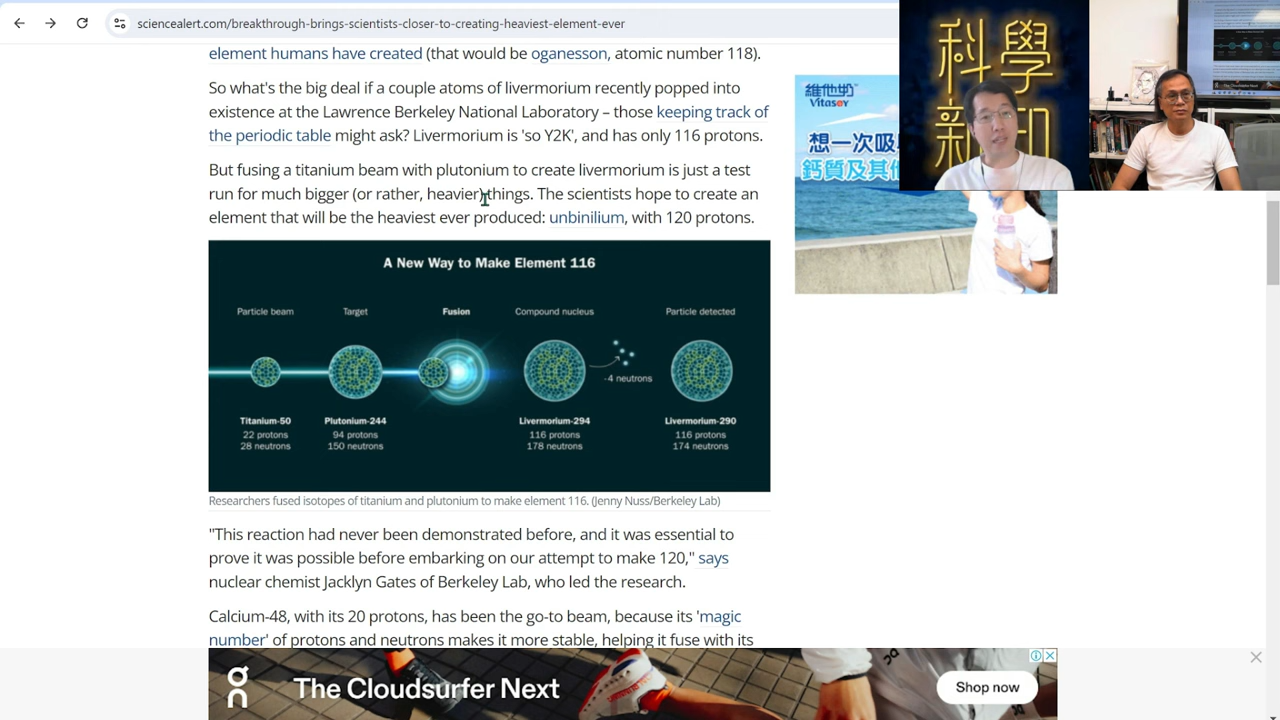 sciencealert.com/breakthrough-brings-scientists-closer-to-creating-heaviest-element-ever
element humans have created (that would be oganesson, atomic number 118).
So what's the big deal if a couple atoms of livermorium recently popped into
existence at the Lawrence Berkeley National Laboratory – those keeping track of
the periodic table might ask? Livermorium is 'so Y2K', and has only 116 protons.
But fusing a titanium beam with plutonium to create livermorium is just a test
run for much bigger (or rather, heavier) things. The scientists hope to create an
element that will be the heaviest ever produced: unbinilium, with 120 protons.
A New Way to Make Element 116
Particle beam
Target
Fusion
Compound nucleus
Particle detected
-4 neutrons
Titanium-50
22 protons
28 neutrons
Plutonium-244
94 protons
150 neutrons
Livermorium-294
116 protons
178 neutrons
Livermorium-290
116 protons
174 neutrons
Researchers fused isotopes of titanium and plutonium to make element 116. (Jenny Nuss/Berkeley Lab)
"This reaction had never been demonstrated before, and it was essential to
prove it was possible before embarking on our attempt to make 120," says
nuclear chemist Jacklyn Gates of Berkeley Lab, who led the research.
Calcium-48, with its 20 protons, has been the go-to beam, because its 'magic
number' of protons and neutrons makes it more stable, helping it fuse with its
維他奶
Vitasoy
想一次吸
鈣質及其
科學
新知
The Cloudsurfer Next
Shop now